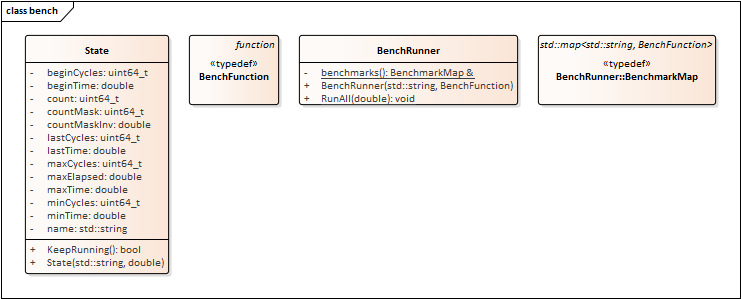 class bench
State
- beginCycles: uint64_t
- beginTime: double
- count: uint64_t
- countMask: uint64_t
- countMaskInv: double
- lastCycles: uint64_t
- lastTime: double
- maxCycles: uint64_t
- maxElapsed: double
- maxTime: double
- minCycles: uint64_t
- minTime: double
- name: std::string
+ KeepRunning(): bool
+ State(std::string, double)
function
«typedef»
BenchFunction
BenchRunner
- benchmarks(): BenchmarkMap &
+ BenchRunner(std::string, BenchFunction)
+ RunAll(double): void
std::map<std::string, BenchFunction>
«typedef»
BenchRunner::BenchmarkMap